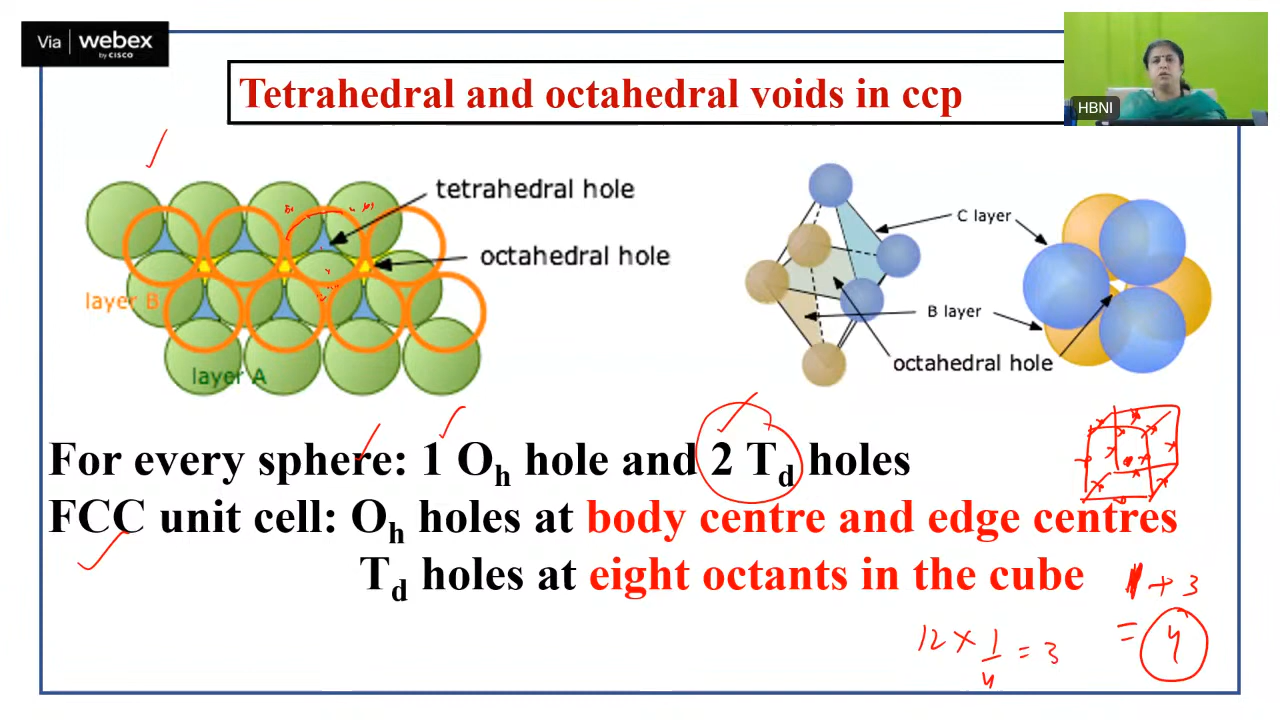 Via | webex
by CISCO
HBNI
Tetrahedral and octahedral voids in ccp
tetrahedral hole
octahedral hole
layer B
layer A
C layer
B layer
octahedral hole
For every sphere: 1 Oh hole and 2 Td holes
FCC unit cell: Oh holes at body centre and edge centres
Td holes at eight octants in the cube
1 + 3
= 4
12 × 1/4 = 3